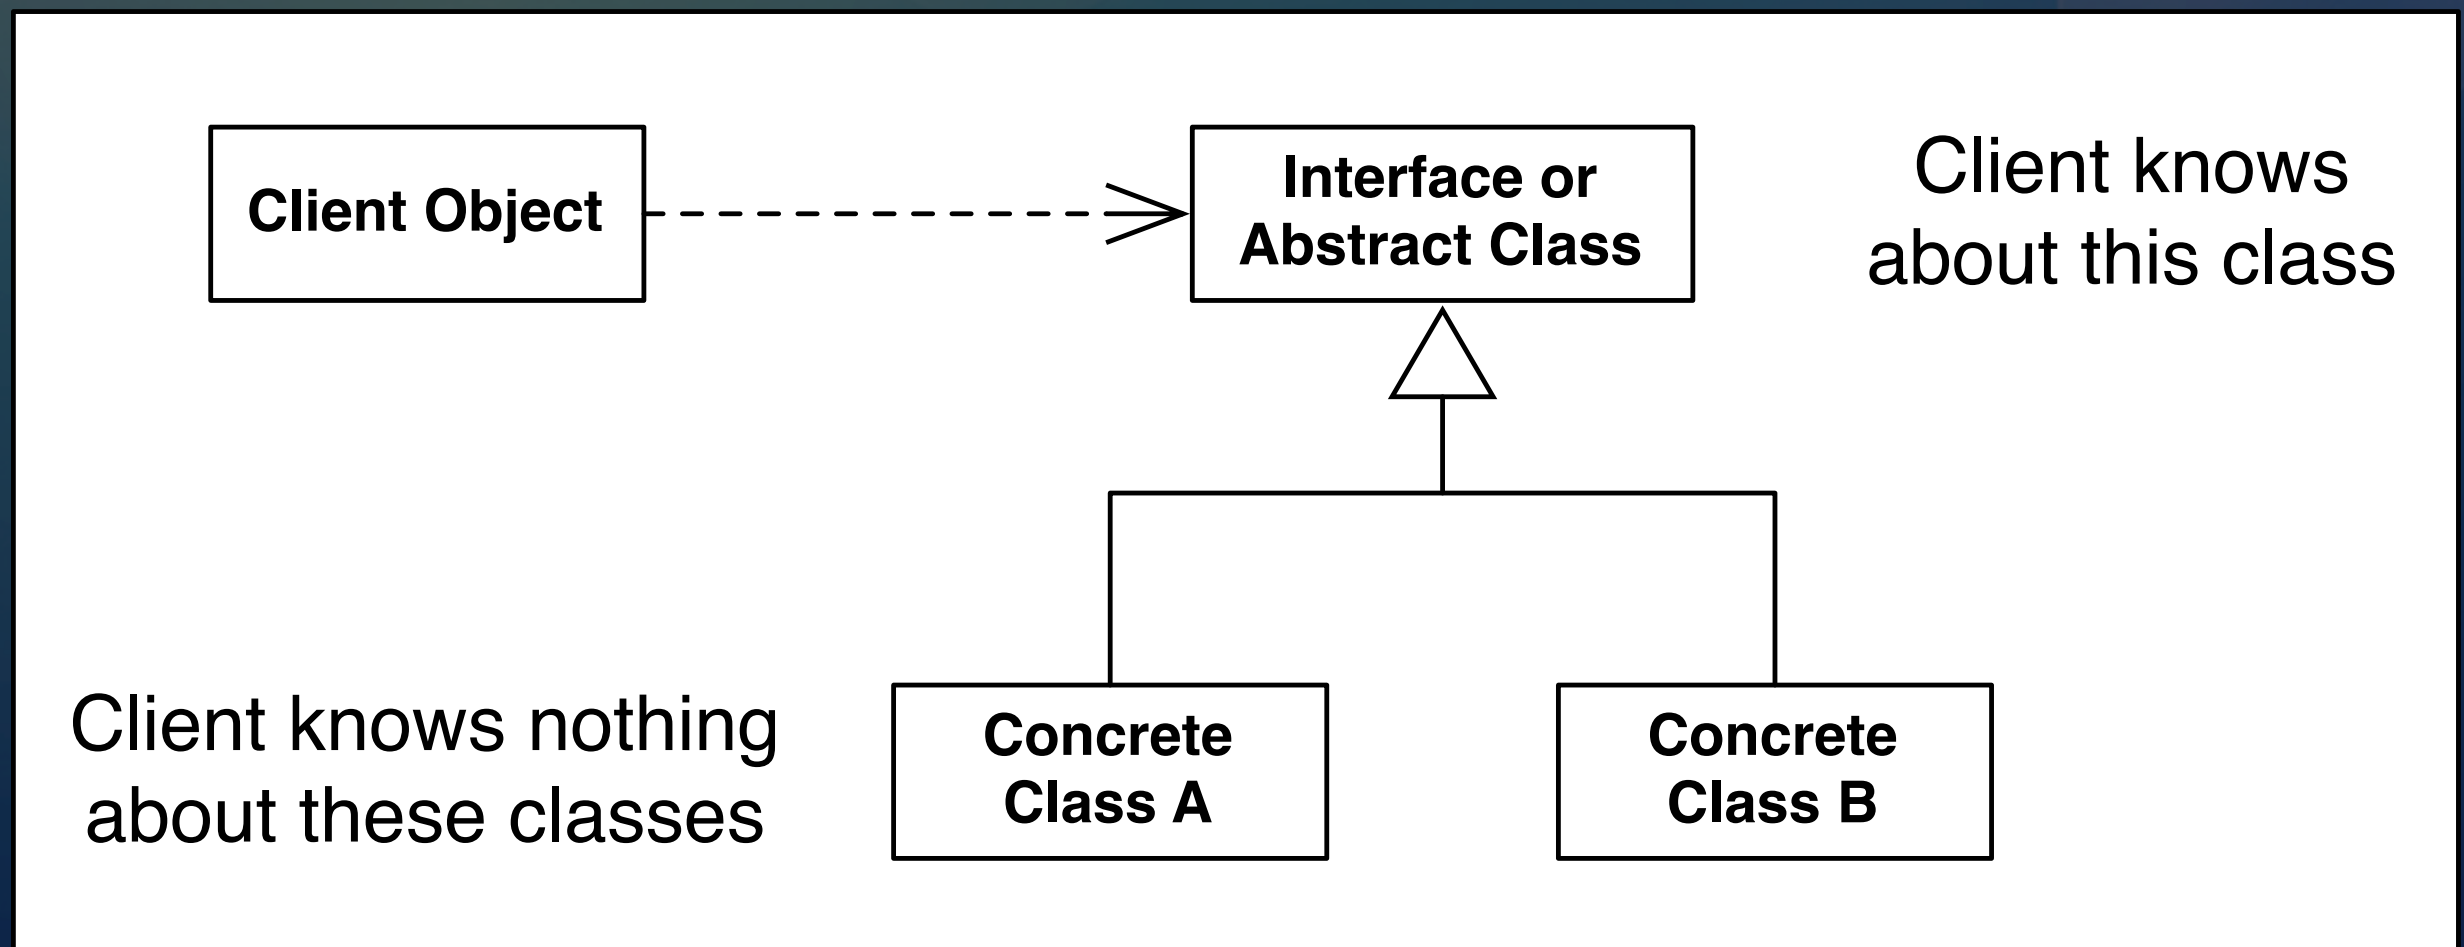 Client Object
Interface or
Abstract Class
Client knows
about this class
Client knows nothing
about these classes
Concrete
Class A
Concrete
Class B